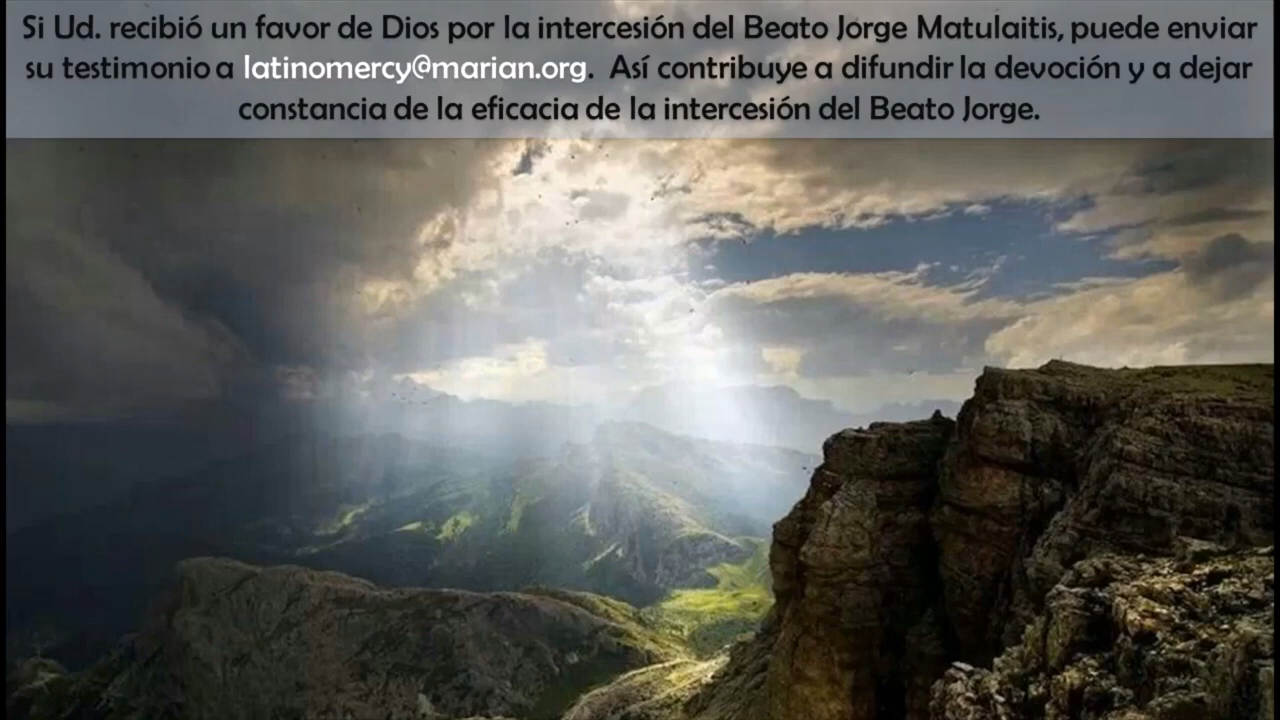 Si Ud. recibió un favor de Dios por la intercesión del Beato Jorge Matulaitis, puede enviar
su testimonio a latinomercy@marian.org. Así contribuye a difundir la devoción y a dejar
constancia de la eficacia de la intercesión del Beato Jorge.